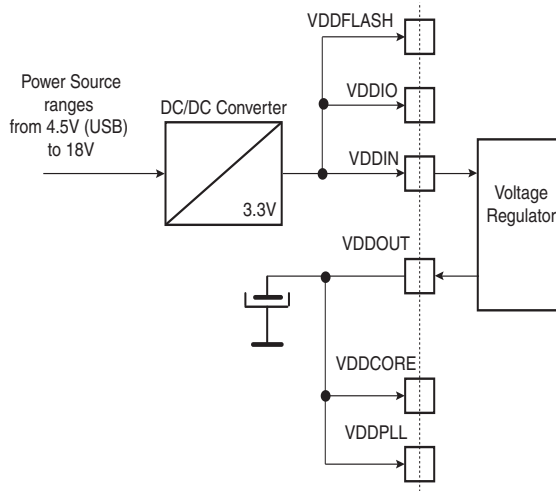 VDDFLASH
Power Source
ranges
from 4.5V (USB)
to 18V
DC/DC Converter
VDDIO
VDDIN
3.3V
Voltage
Regulator
VDDOUT
VDDCORE
VDDPLL